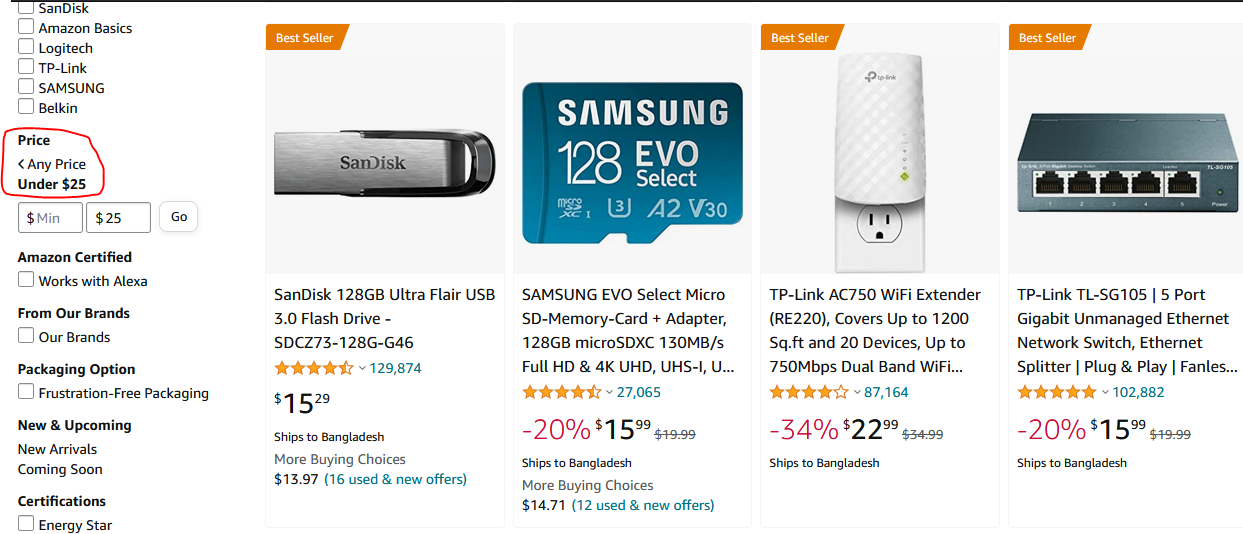 SanDisk
Amazon Basics
Logitech
TP-Link
SAMSUNG
Belkin
Price
Any Price
Under $25
$ Min
$ 25
Go
Amazon Certified
Works with Alexa
From Our Brands
Our Brands
Packaging Option
Frustration-Free Packaging
New & Upcoming
New Arrivals
Coming Soon
Certifications
Energy Star
Best Seller
SanDisk
SanDisk 128GB Ultra Flair USB
3.0 Flash Drive -
SDCZ73-128G-G46
129,874
$15.29
Ships to Bangladesh
More Buying Choices
$13.97 (16 used & new offers)
SAMSUNG
128 EVO
Select
micro SD XC I U3 A2 V30
SAMSUNG EVO Select Micro
SD-Memory-Card + Adapter,
128GB microSDXC 130MB/s
Full HD & 4K UHD, UHS-I, U...
27,065
-20% $15.99 $19.99
Ships to Bangladesh
More Buying Choices
$14.71 (12 used & new offers)
Best Seller
tp-link
TP-Link AC750 WiFi Extender
(RE220), Covers Up to 1200
Sq.ft and 20 Devices, Up to
750Mbps Dual Band WiFi...
87,164
-34% $22.99 $34.99
Ships to Bangladesh
Best Seller
TL-SG105
1 2 3 4 5 Power
TP-Link TL-SG105 | 5 Port
Gigabit Unmanaged Ethernet
Network Switch, Ethernet
Splitter | Plug & Play | Fanles...
102,882
-20% $15.99 $19.99
Ships to Bangladesh